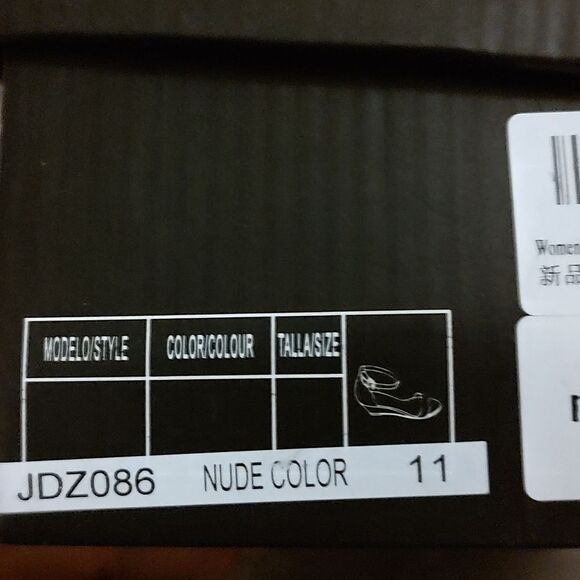 Women
新品
MODELO/STYLE COLOR/COLOUR TALLA/SIZE
JDZ086 NUDE COLOR 11